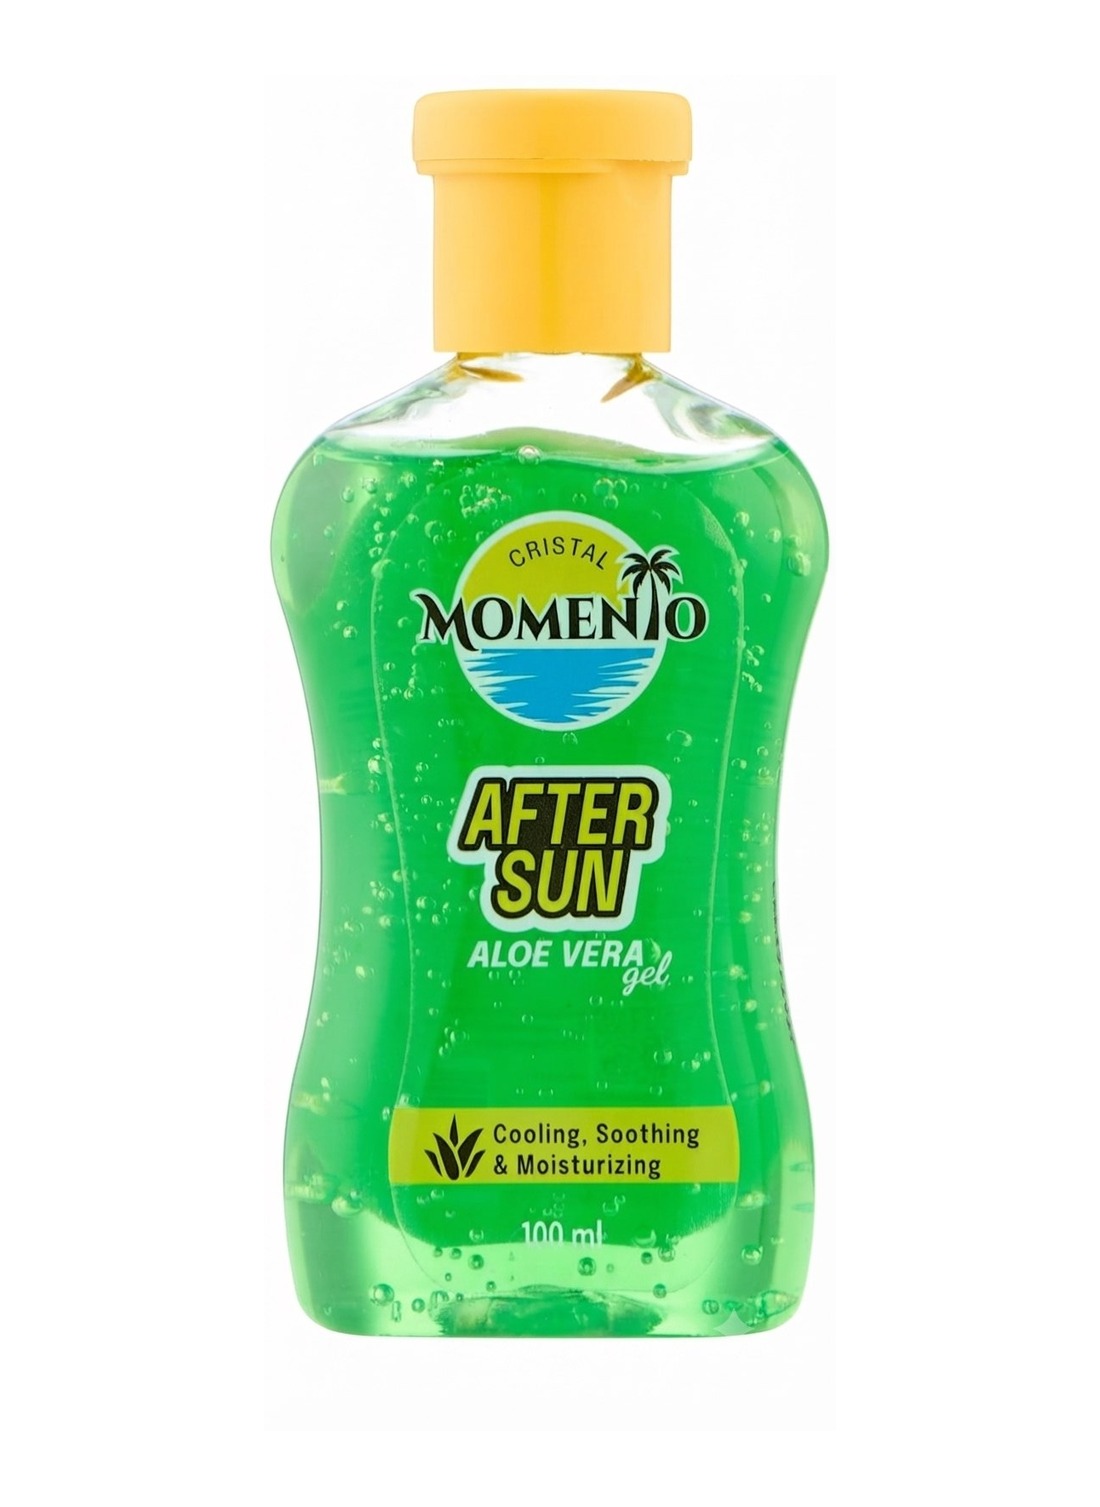 CRISTAL
MOMENTO
AFTER
SUN
ALOE VERA
gel
Cooling, Soothing
& Moisturizing
100 ml